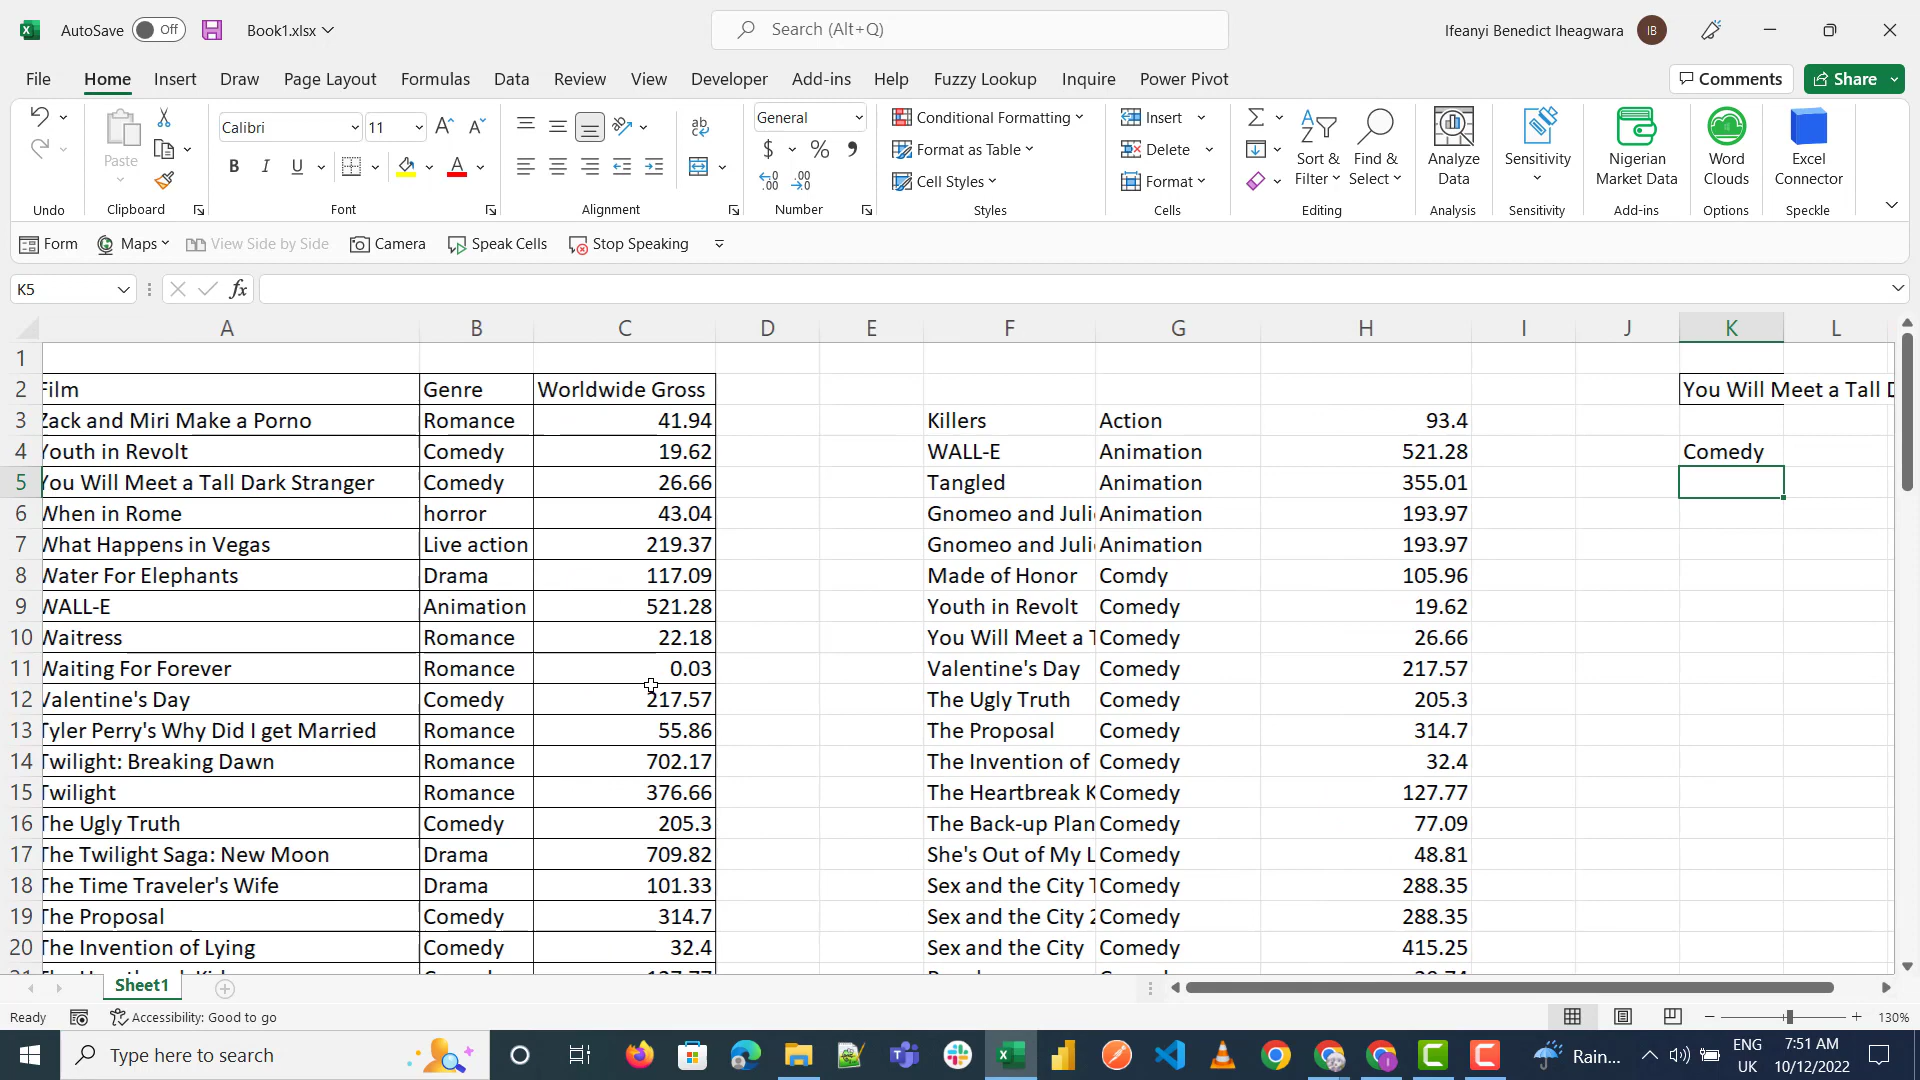 AutoSave Off Book1.xlsx Search (Alt+Q) Ifeanyi Benedict Iheagwara IB
File Home Insert Draw Page Layout Formulas Data Review View Developer Add-ins Help Fuzzy Lookup Inquire Power Pivot Comments Share
Paste Calibri 11 General Conditional Formatting Format as Table Cell Styles Insert Delete Format Sort & Filter Find & Select Analyze Data Sensitivity Nigerian Market Data Word Clouds Excel Connector
Undo Clipboard Font Alignment Number Styles Cells Editing Analysis Sensitivity Add-ins Options Speckle
Form Maps View Side by Side Camera Speak Cells Stop Speaking
K5 fx
A B C D E F G H I J K L
1
2 Film Genre Worldwide Gross You Will Meet a Tall D
3 Zack and Miri Make a Porno Romance 41.94 Killers Action 93.4
4 Youth in Revolt Comedy 19.62 WALL-E Animation 521.28 Comedy
5 You Will Meet a Tall Dark Stranger Comedy 26.66 Tangled Animation 355.01
6 When in Rome horror 43.04 Gnomeo and Juli Animation 193.97
7 What Happens in Vegas Live action 219.37 Gnomeo and Juli Animation 193.97
8 Water For Elephants Drama 117.09 Made of Honor Comdy 105.96
9 WALL-E Animation 521.28 Youth in Revolt Comedy 19.62
10 Waitress Romance 22.18 You Will Meet a T Comedy 26.66
11 Waiting For Forever Romance 0.03 Valentine's Day Comedy 217.57
12 Valentine's Day Comedy 217.57 The Ugly Truth Comedy 205.3
13 Tyler Perry's Why Did I get Married Romance 55.86 The Proposal Comedy 314.7
14 Twilight: Breaking Dawn Romance 702.17 The Invention of Comedy 32.4
15 Twilight Romance 376.66 The Heartbreak K Comedy 127.77
16 The Ugly Truth Comedy 205.3 The Back-up Plan Comedy 77.09
17 The Twilight Saga: New Moon Drama 709.82 She's Out of My L Comedy 48.81
18 The Time Traveler's Wife Drama 101.33 Sex and the City T Comedy 288.35
19 The Proposal Comedy 314.7 Sex and the City 2 Comedy 288.35
20 The Invention of Lying Comedy 32.4 Sex and the City Comedy 415.25
Sheet1
Ready Accessibility: Good to go 130%
Type here to search Rain... ENG 7:51 AM
UK 10/12/2022